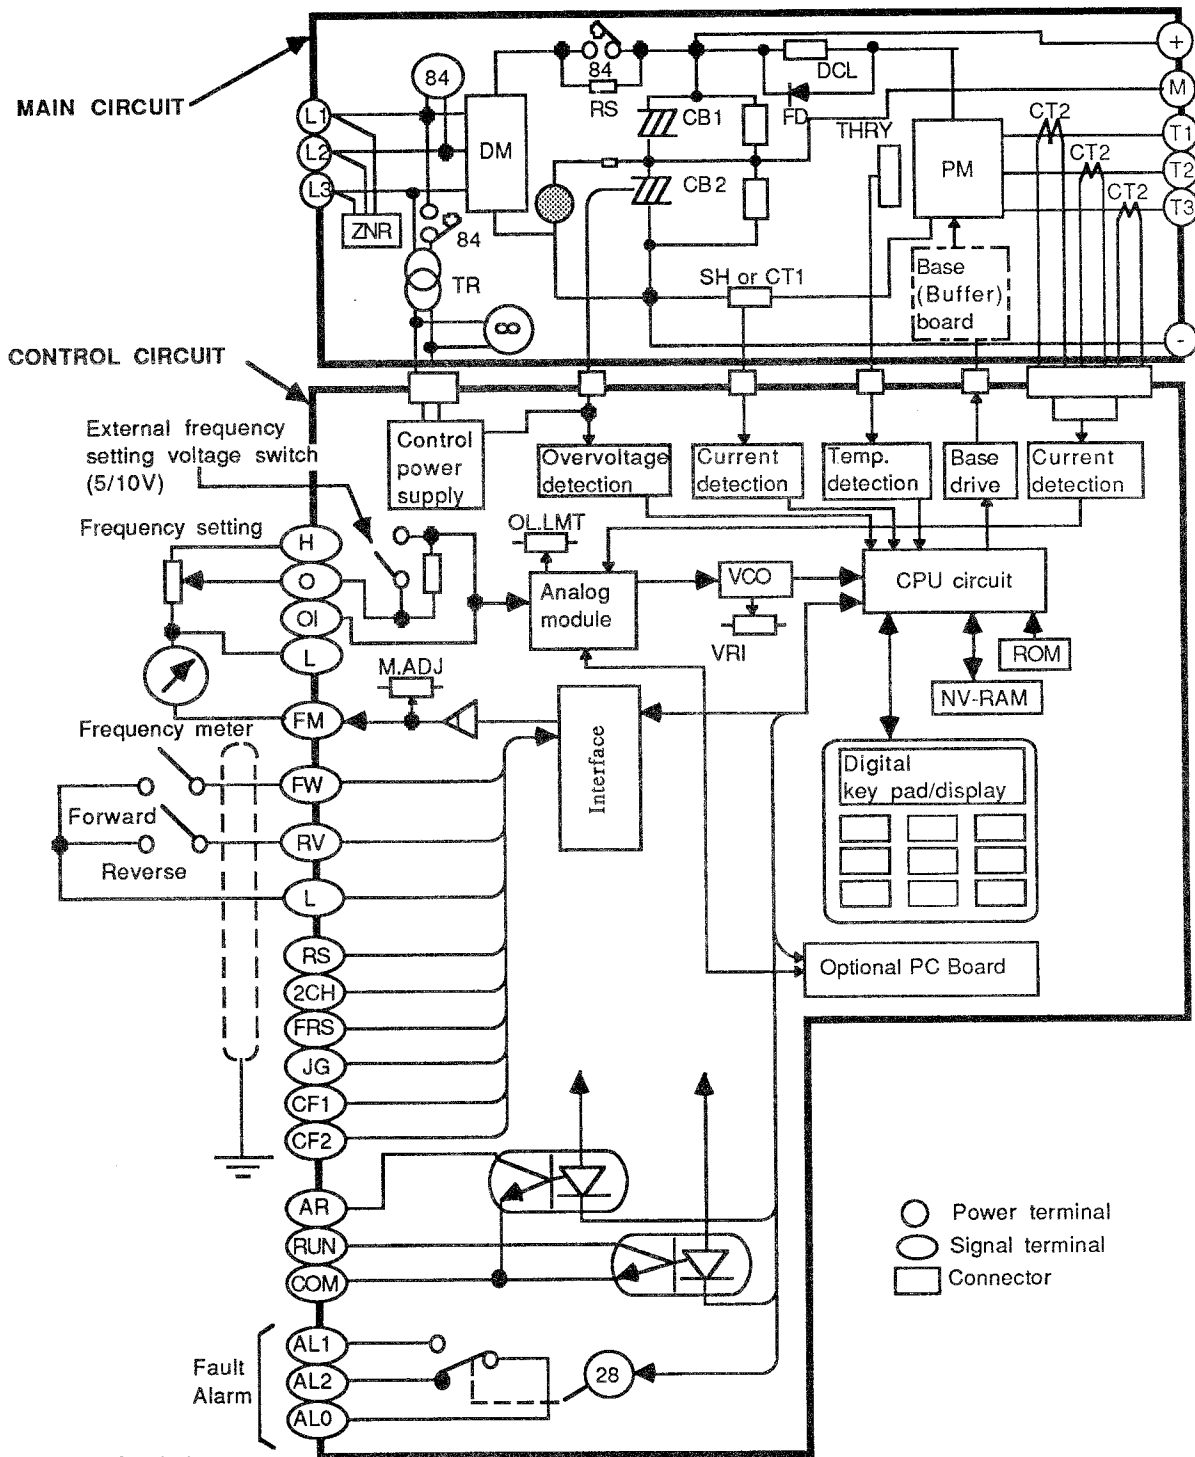 MAIN CIRCUIT
84
84
RS
DCL
+
M
L1
L2
L3
DM
CB1
FD
THRY
CT2
T1
CT2
T2
CT2
T3
PM
CB2
ZNR
84
TR
SH or CT1
Base
(Buffer)
board
∞
-
CONTROL CIRCUIT
External frequency
setting voltage switch
(5/10V)
Control
power
supply
Overvoltage
detection
Current
detection
Temp.
detection
Base
drive
Current
detection
Frequency setting
H
O
OI
L
OL.LMT
Analog
module
VCO
VRI
CPU circuit
ROM
NV-RAM
M.ADJ
FM
Frequency meter
Interface
Digital
key pad/display
FW
Forward
RV
Reverse
L
RS
2CH
FRS
JG
CF1
CF2
Optional PC Board
AR
RUN
COM
Power terminal
Signal terminal
Connector
Fault
Alarm
AL1
AL2
AL0
28